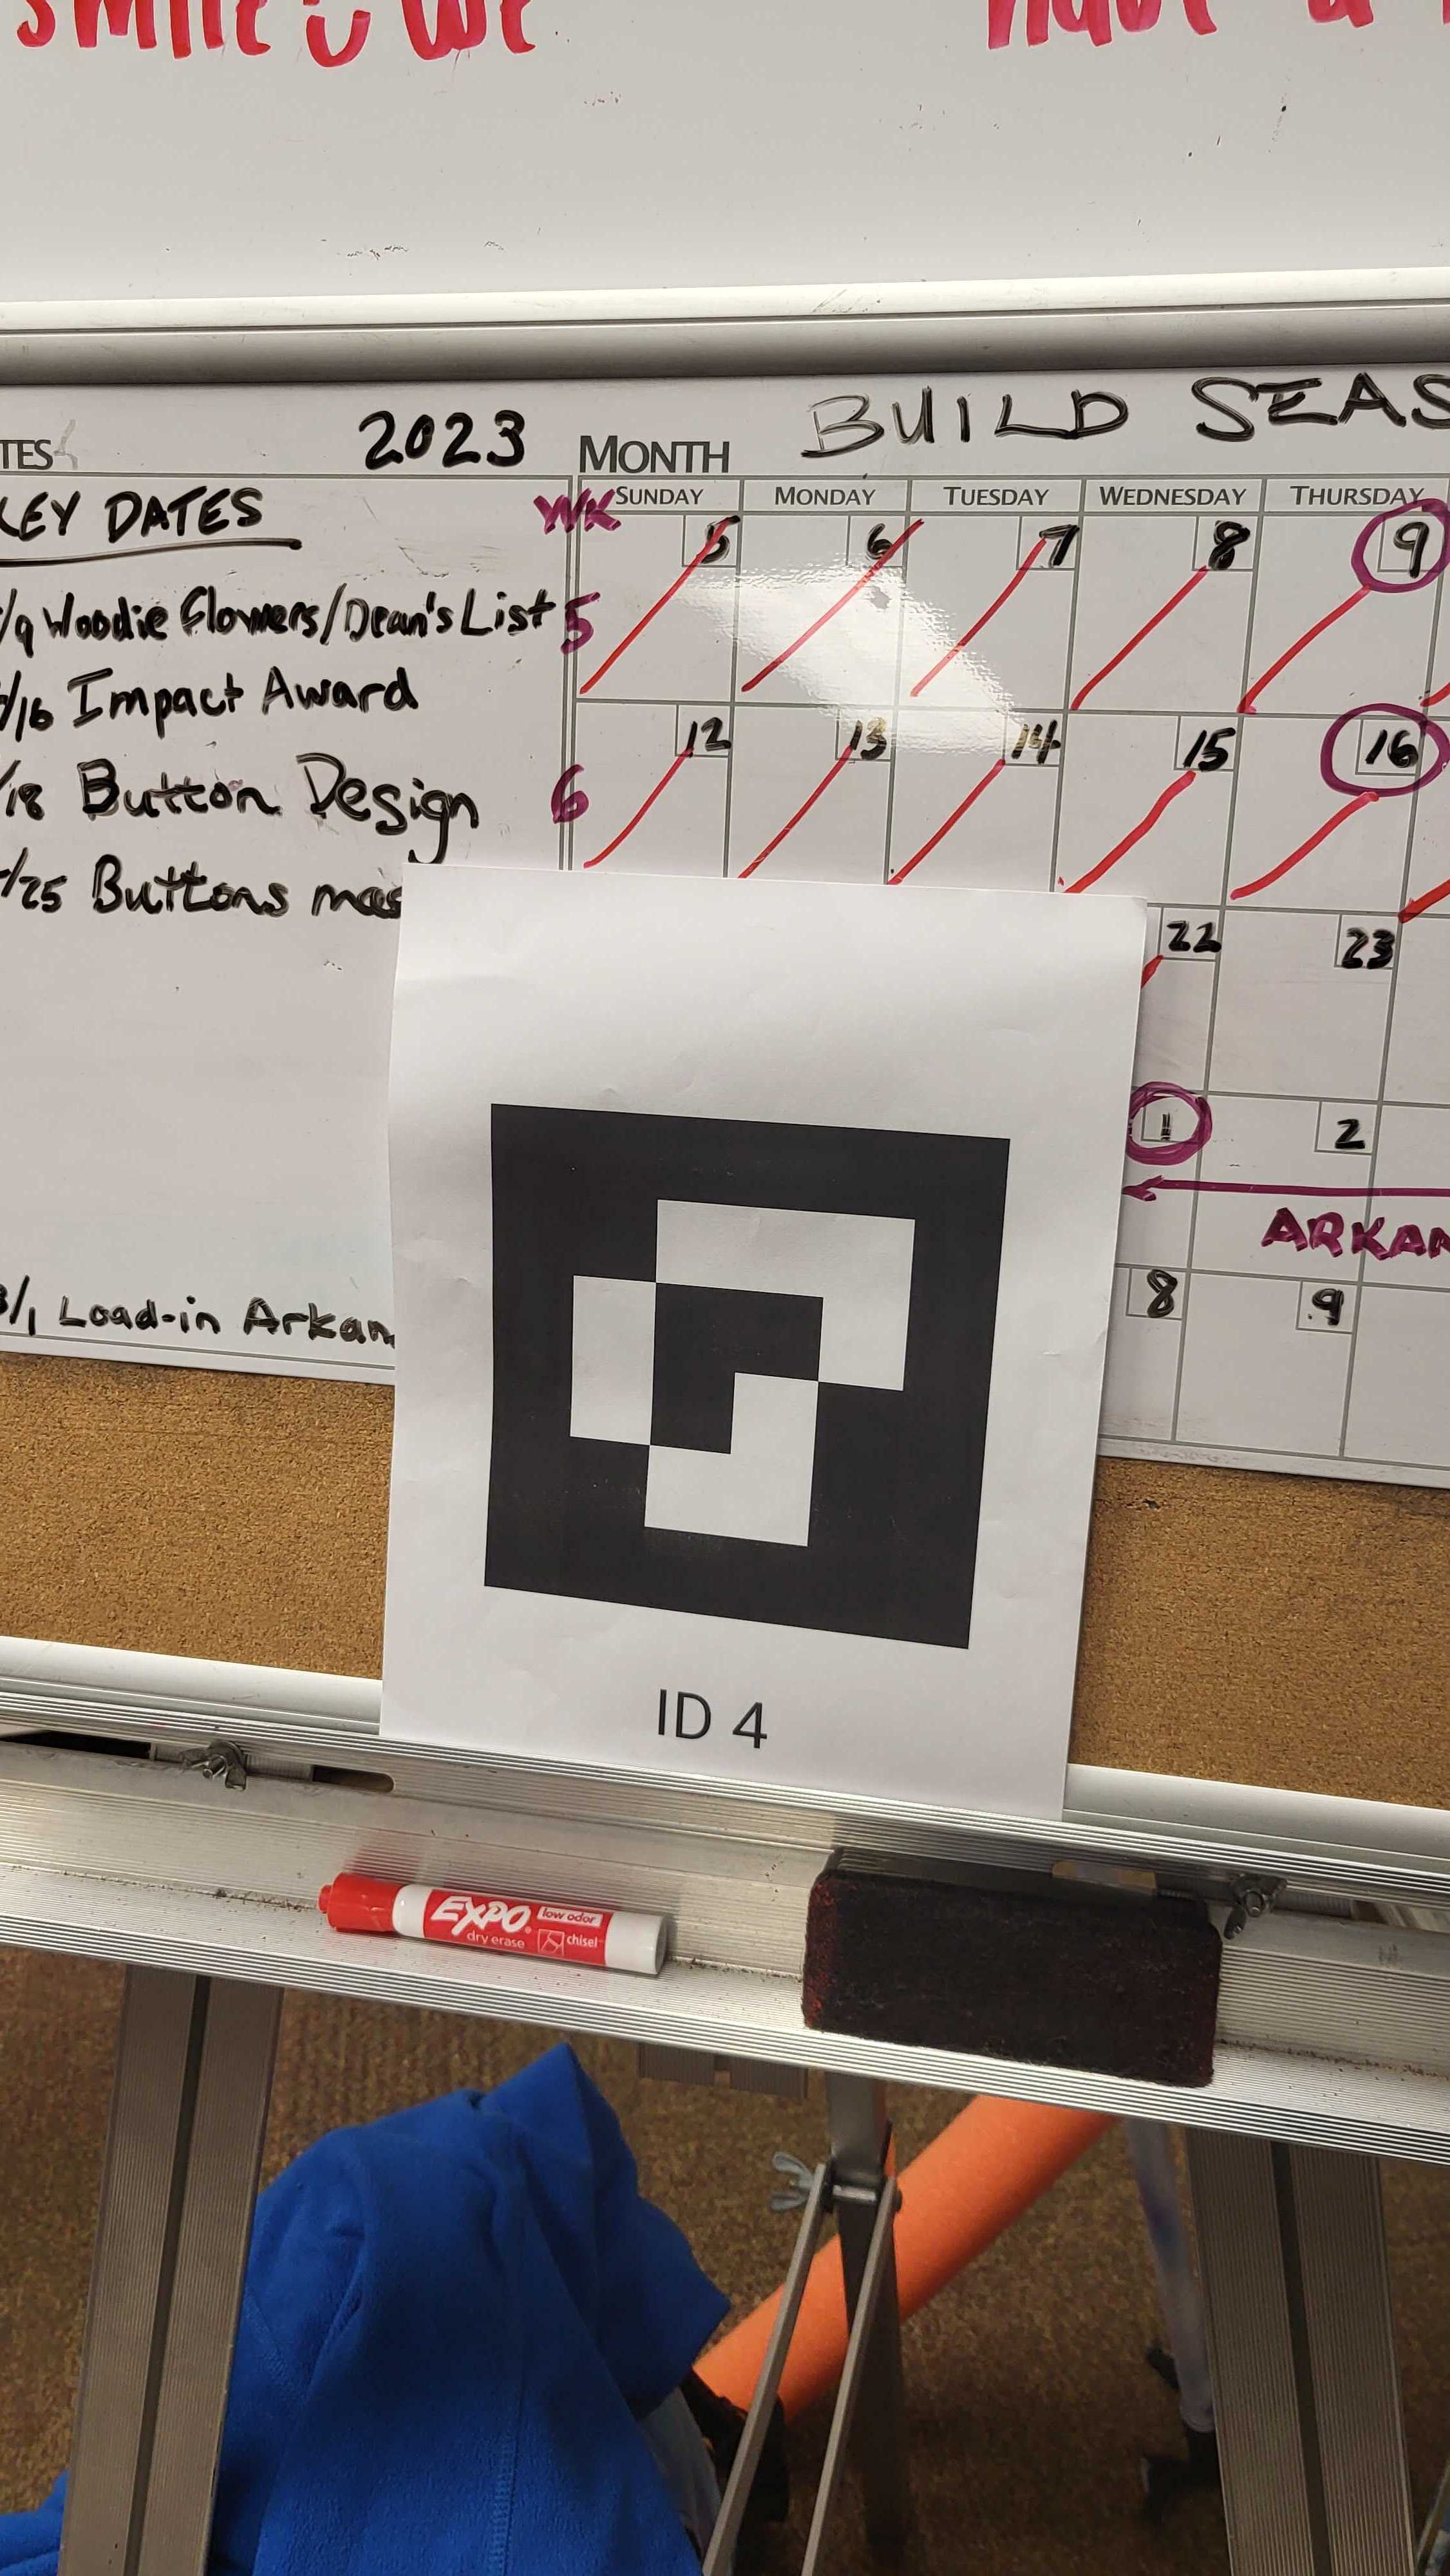 smile we have a
TES 2023 MONTH BUILD SEAS
KEY DATES
/9 Woodie Flowers/Dean's List
/16 Impact Award
/18 Button Design
/25 Buttons
3/1 Load-in Arkan
WK SUNDAY MONDAY TUESDAY WEDNESDAY THURSDAY
5 5 6 7 8 9
6 12 13 14 15 16
22 23
1 2
ARKAN
8 9
ID 4
EXPO low odor
dry erase chisel